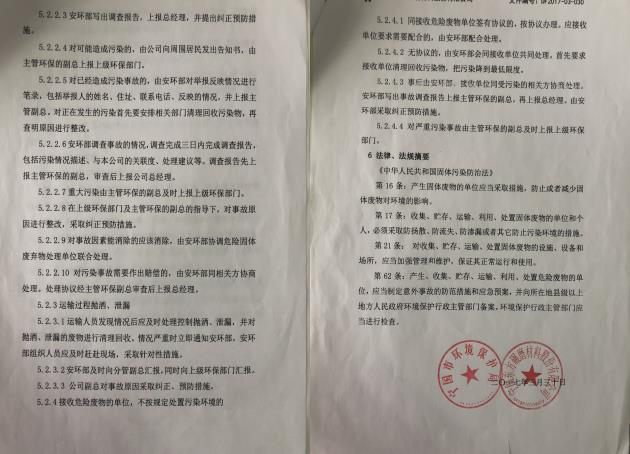 5.2.2.3 安环部写出调查报告，上报总经理，并提出纠正预防措
施。
5.2.2.4 对可能造成污染的，由公司向周围居民发出告知书，由
主管环保的副总上报上级环保部门。
5.2.2.5 对已经造成污染事故的，由安环部对举报反映情况进行
笔录，包括举报人的姓名、住址、联系电话、反映的情况，并上报主
管副总，对正在发生的污染首先要安排相关部门清理回收污染物，再
查明原因进行整改。
5.2.2.6 安环部调查事故的情况，调查完成三日内完成调查报告，
包括污染情况描述、与本公司的关联度、处理建议等。调查报告先上
报主管环保的副总，审查后上报公司总经理。
5.2.2.7 重大污染由主管环保的副总及时上报上级环保部门。
5.2.2.8 在上级环保部门及主管环保的副总的指导下，对事故原
因进行整改，采取纠正预防措施。
5.2.2.9 对事故因素能消除的应该消除，由安环部协调危险固体
废弃物处理单位联合处理。
5.2.2.10 对污染事需要作出赔偿的，由安环部同相关方协商
处理。处理协议经主管环保副总审查后上报总经理。
5.2.3 运输过程抛洒、泄漏
5.2.3.1 运输人员发现情况后应及时处理控制抛洒、泄漏，并对
抛洒、泄漏的废物进行清理回收。情况严重时立即通知安环部，安环
部组织人员应及时赶赴现场，采取针对性措施。
5.2.3.2 安环部及时向分管副总汇报，同时向上级环保部门汇报。
5.2.3.3 公司副总对事故原因采取纠正、预防措施。
5.2.4 接收危险废物的单位，不按规定处置污染环境的
文件编号：DF2017-03-030
5.2.4.1 同接收危险废物单位签有协议的，按协议办理。应接收
单位要求需要配合的，由安环部处理。
5.2.4.2 无协议的，由安环部会同接收单位共同处理，首先要求
接收单位清理回收污染物，把污染降到最低限度。
5.2.4.3 事后由安环部、接收单位同受污染的相关方协商处理。
安环部写出事故调查报告上报主管环保的副总，再上报总经理。由安
环部采取纠正预防措施。
5.2.4.4 对严重污染事故由主管环保的副总及时上报上级环保
部门。
6 法律、法规摘要
《中华人民共和国固体污染防治法》
第 16 条：产生固体废物的单位应当采取措施，防止或者减少固
体废物对环境的影响。
第 17 条：收集、贮存、运输、利用、处置固体废物的单位和个
人，必须采取防扬散、防流失、防渗漏或者其它防止污染环境的措施。
第 21 条： 对收集、贮存、运输、处置固体废物的设施、设备和
场所，应当加强管理和维护，保证其正常运行和使用。
第 62 条：产生、收集、贮存、运输、利用、处置危险废物的单
位，应当制定意外事故的防范措施和应急预案，并向所在地县级以上
地方人民政府环境保护行政主管部门备案，环境保护行政主管部门应
当进行检查。
宁国市环境保护局
二〇一七年三月三十日